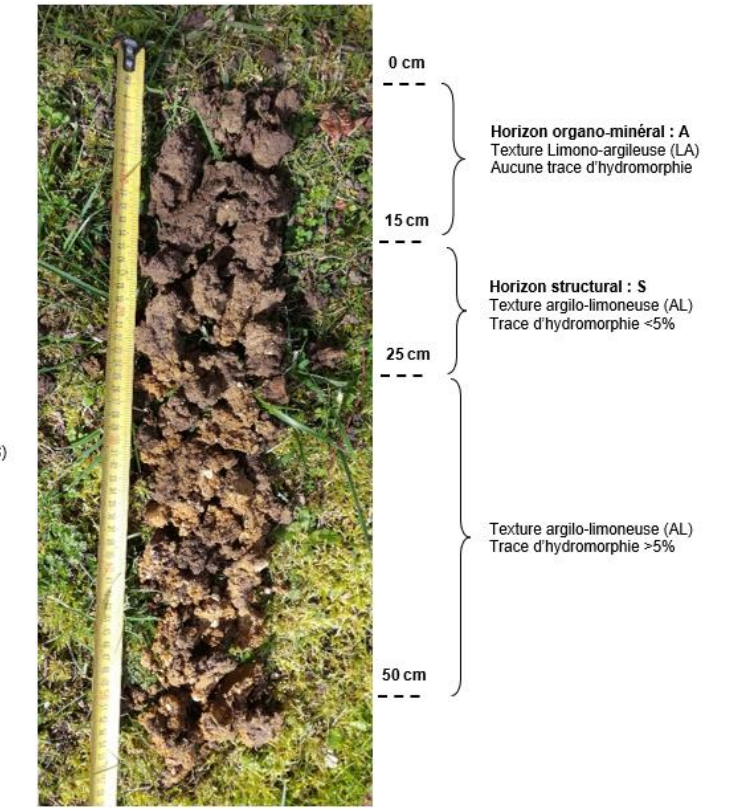 0 cm
Horizon organo-minéral : A
Texture Limono-argileuse (LA)
Aucune trace d'hydromorphie
15 cm
Horizon structural : S
Texture argilo-limoneuse (AL)
Trace d'hydromorphie <5%
25 cm
Texture argilo-limoneuse (AL)
Trace d'hydromorphie >5%
50 cm